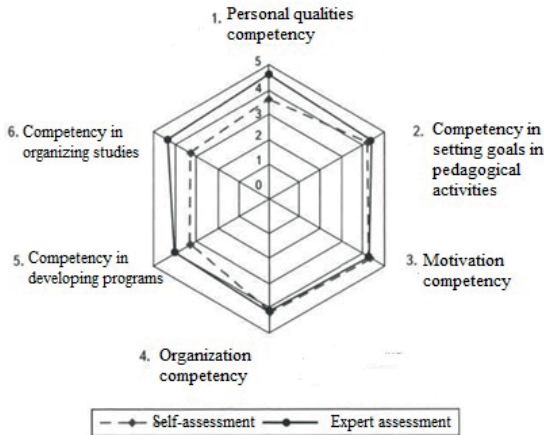 1. Personal qualities
competency
5
4
3
2
1
0
6. Competency in
organizing studies
2. Competency in
setting goals in
pedagogical
activities
5. Competency in
developing programs
3. Motivation
competency
4. Organization
competency
Self-assessment Expert assessment